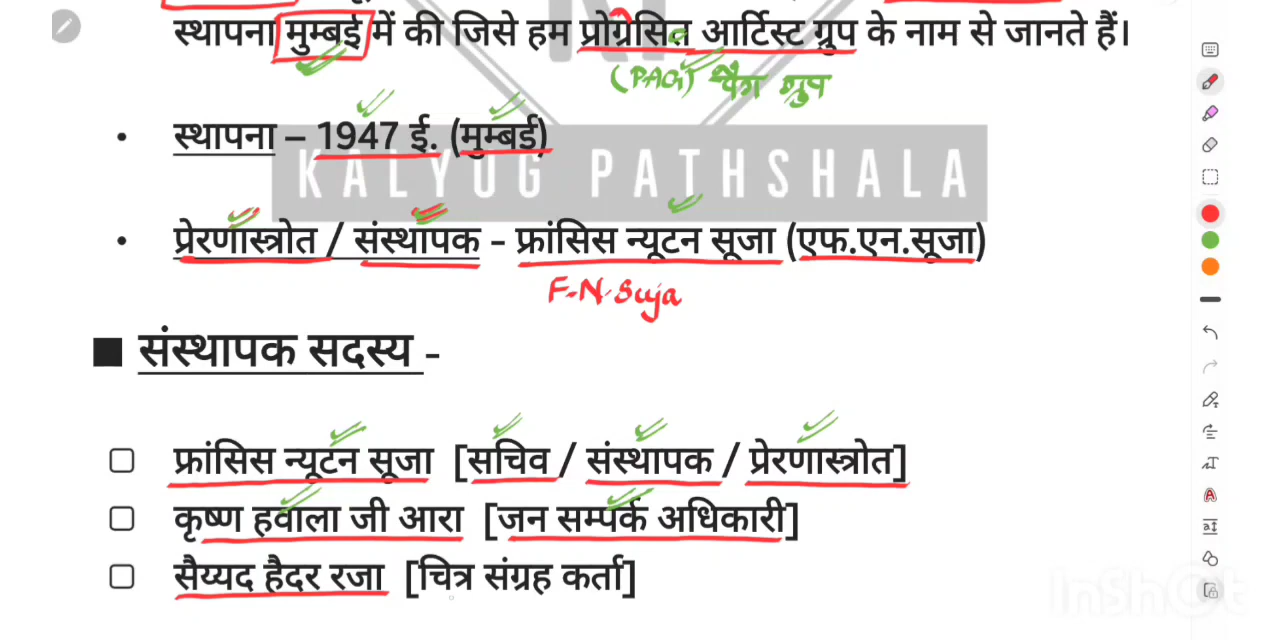 स्थापना मुम्बई में की जिसे हम प्रोग्रेसित आर्टिस्ट ग्रुप के नाम से जानते हैं।
(PAG) पैग ग्रुप
• स्थापना – 1947 ई. (मुम्बई)
KALYUG PATHSHALA
• प्रेरणास्त्रोत / संस्थापक - फ्रांसिस न्यूटन सूजा (एफ.एन.सूजा)
F.N.Suja
■ संस्थापक सदस्य -
फ्रांसिस न्यूटन सूजा [सचिव / संस्थापक / प्रेरणास्त्रोत]
कृष्ण हवाला जी आरा [जन सम्पर्क अधिकारी]
सैय्यद हैदर रजा [चित्र संग्रह कर्ता]
InShOt